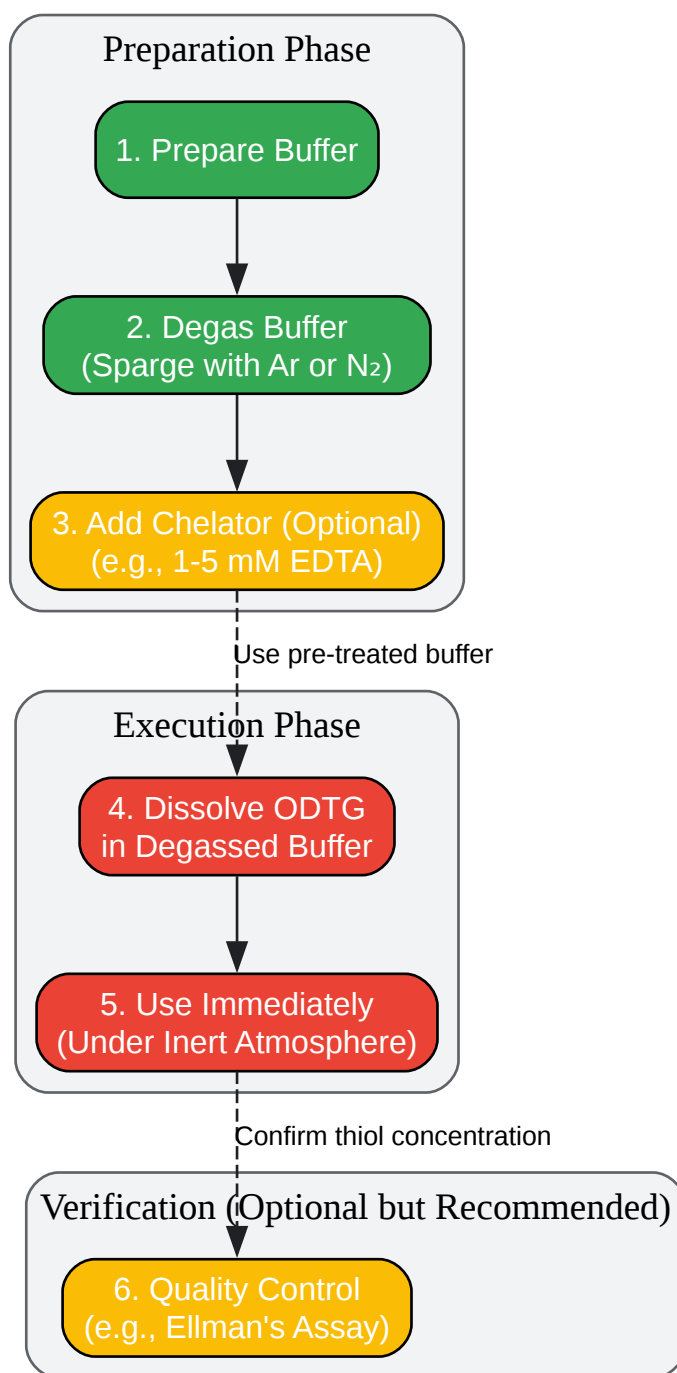 Preparation Phase
1. Prepare Buffer
2. Degas Buffer
(Sparge with Ar or N₂)
3. Add Chelator (Optional)
(e.g., 1-5 mM EDTA)
Use pre-treated buffer
Execution Phase
4. Dissolve ODTG
in Degassed Buffer
5. Use Immediately
(Under Inert Atmosphere)
Confirm thiol concentration
Verification (Optional but Recommended)
6. Quality Control
(e.g., Ellman's Assay)